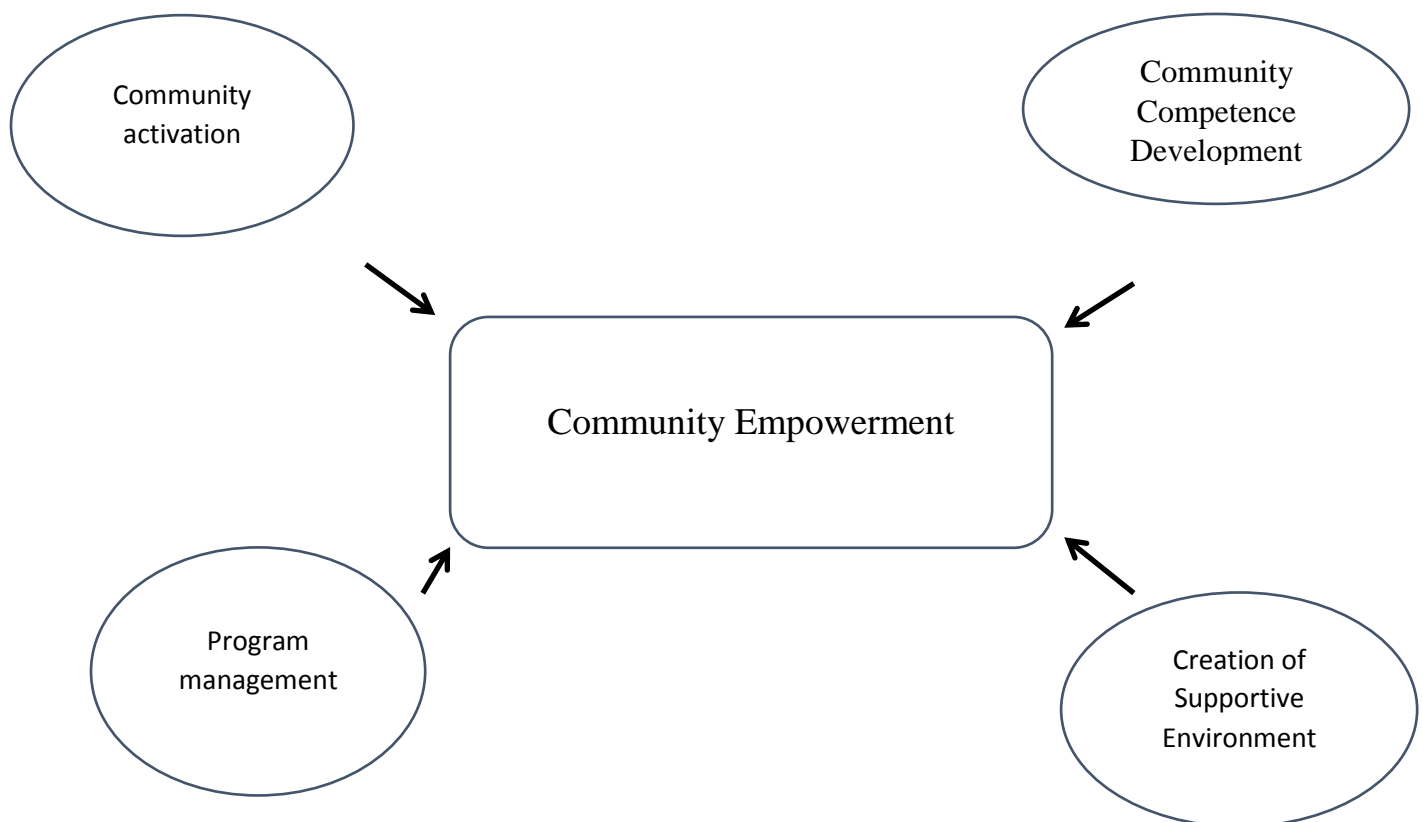 Community
activation
Community
Competence
Development
Community Empowerment
Program
management
Creation of
Supportive
Environment